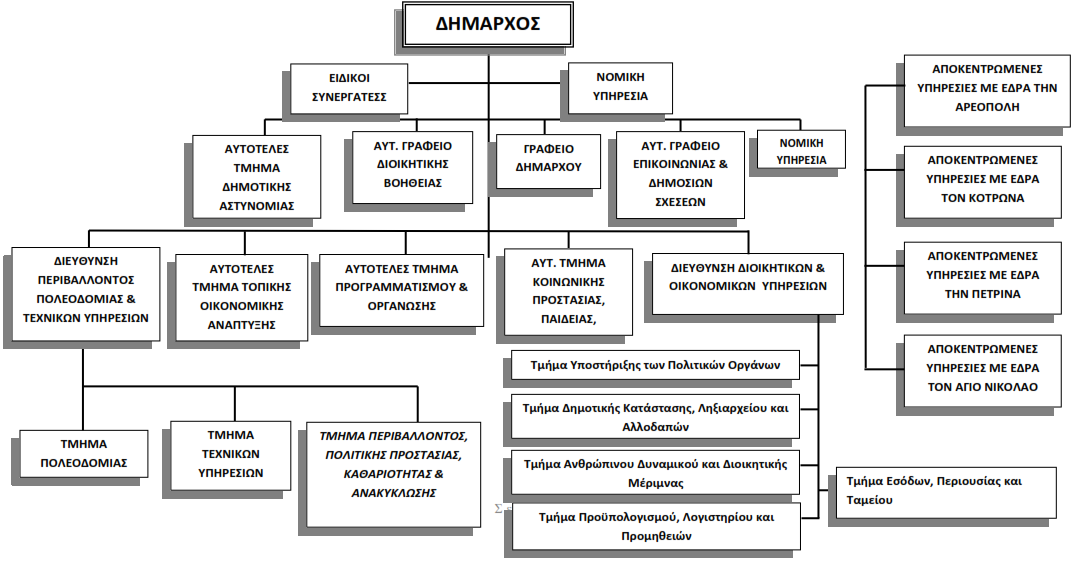 ΔΗΜΑΡΧΟΣ
ΕΙΔΙΚΟΙ
ΣΥΝΕΡΓΑΤΕΣΣ
ΝΟΜΙΚΗ
ΥΠΗΡΕΣΙΑ
ΑΥΤΟΤΕΛΕΣ
ΤΜΗΜΑ
ΔΗΜΟΤΙΚΗΣ
ΑΣΤΥΝΟΜΙΑΣ
ΑΥΤ. ΓΡΑΦΕΙΟ
ΔΙΟΙΚΗΤΙΚΗΣ
ΒΟΗΘΕΙΑΣ
ΓΡΑΦΕΙΟ
ΔΗΜΑΡΧΟΥ
ΑΥΤ. ΓΡΑΦΕΙΟ
ΕΠΙΚΟΙΝΩΝΙΑΣ &
ΔΗΜΟΣΙΩΝ
ΣΧΕΣΕΩΝ
ΝΟΜΙΚΗ
ΥΠΗΡΕΣΙΑ
ΑΠΟΚΕΝΤΡΩΜΕΝΕΣ
ΥΠΗΡΕΣΙΕΣ ΜΕ ΕΔΡΑ ΤΗΝ
ΑΡΕΟΠΟΛΗ
ΑΠΟΚΕΝΤΡΩΜΕΝΕΣ
ΥΠΗΡΕΣΙΕΣ ΜΕ ΕΔΡΑ
ΤΟΝ ΚΟΤΡΩΝΑ
ΑΠΟΚΕΝΤΡΩΜΕΝΕΣ
ΥΠΗΡΕΣΙΕΣ ΜΕ ΕΔΡΑ
ΤΗΝ ΠΕΤΡΙΝΑ
ΑΠΟΚΕΝΤΡΩΜΕΝΕΣ
ΥΠΗΡΕΣΙΕΣ ΜΕ ΕΔΡΑ
ΤΟΝ ΑΓΙΟ ΝΙΚΟΛΑΟ
ΔΙΕΥΘΥΝΣΗ
ΠΕΡΙΒΑΛΛΟΝΤΟΣ
ΠΟΛΕΟΔΟΜΙΑΣ &
ΤΕΧΝΙΚΩΝ ΥΠΗΡΕΣΙΩΝ
ΑΥΤΟΤΕΛΕΣ
ΤΜΗΜΑ ΤΟΠΙΚΗΣ
ΟΙΚΟΝΟΜΙΚΗΣ
ΑΝΑΠΤΥΞΗΣ
ΑΥΤΟΤΕΛΕΣ ΤΜΗΜΑ
ΠΡΟΓΡΑΜΜΑΤΙΣΜΟΥ &
ΟΡΓΑΝΩΣΗΣ
ΑΥΤ. ΤΜΗΜΑ
ΚΟΙΝΩΝΙΚΗΣ
ΠΡΟΣΤΑΣΙΑΣ,
ΠΑΙΔΕΙΑΣ,
ΔΙΕΥΘΥΝΣΗ ΔΙΟΙΚΗΤΙΚΩΝ &
ΟΙΚΟΝΟΜΙΚΩΝ ΥΠΗΡΕΣΙΩΝ
Τμήμα Υποστήριξης των Πολιτικών Οργάνων
Τμήμα Δημοτικής Κατάστασης, Ληξιαρχείου και
Αλλοδαπών
Τμήμα Ανθρώπινου Δυναμικού και Διοικητικής
Μέριμνας
Τμήμα Προϋπολογισμού, Λογιστηρίου και
Προμηθειών
Τμήμα Εσόδων, Περιουσίας και
Ταμείου
ΤΜΗΜΑ
ΠΟΛΕΟΔΟΜΙΑΣ
ΤΜΗΜΑ
ΤΕΧΝΙΚΩΝ
ΥΠΗΡΕΣΙΩΝ
ΤΜΗΜΑ ΠΕΡΙΒΑΛΛΟΝΤΟΣ,
ΠΟΛΙΤΙΚΗΣ ΠΡΟΣΤΑΣΙΑΣ,
ΚΑΘΑΡΙΟΤΗΤΑΣ &
ΑΝΑΚΥΚΛΩΣΗΣ